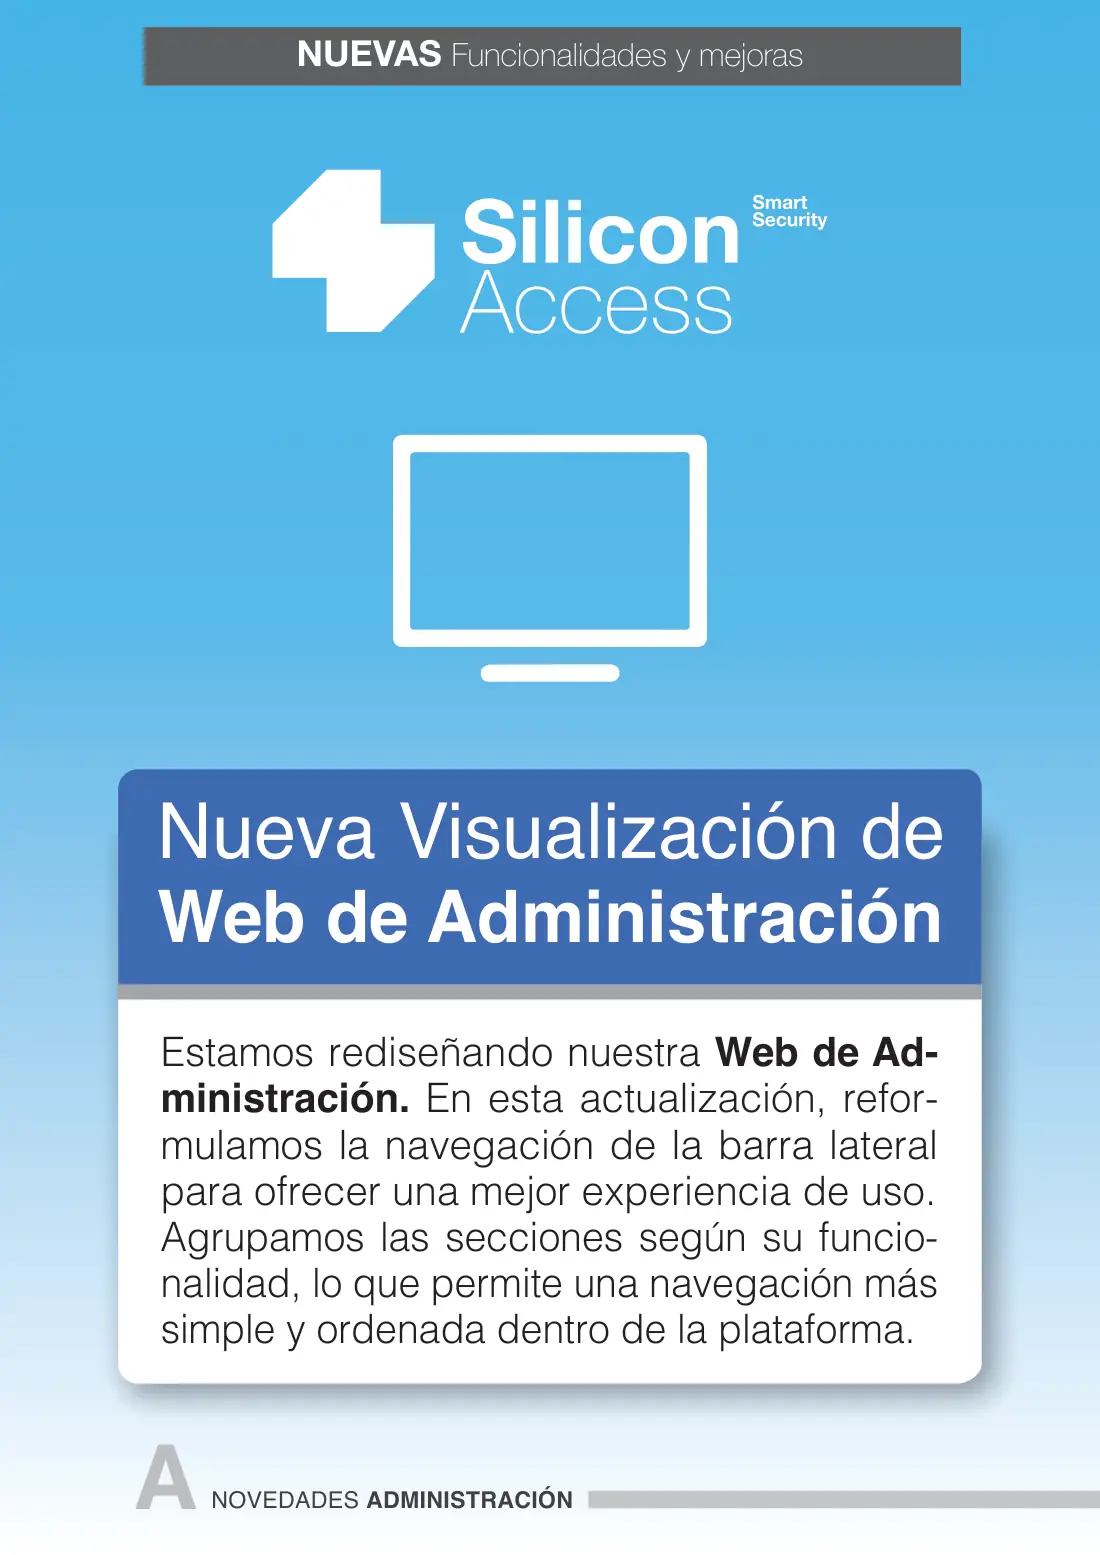 NUEVAS Funcionalidades y mejoras
Silicon
Access
Smart
Security
Nueva Visualización de
Web de Administración
Estamos rediseñando nuestra Web de Ad-
ministración. En esta actualización, refor-
mulamos la navegación de la barra lateral
para ofrecer una mejor experiencia de uso.
Agrupamos las secciones según su funcio-
nalidad, lo que permite una navegación más
simple y ordenada dentro de la plataforma.
A NOVEDADES ADMINISTRACIÓN